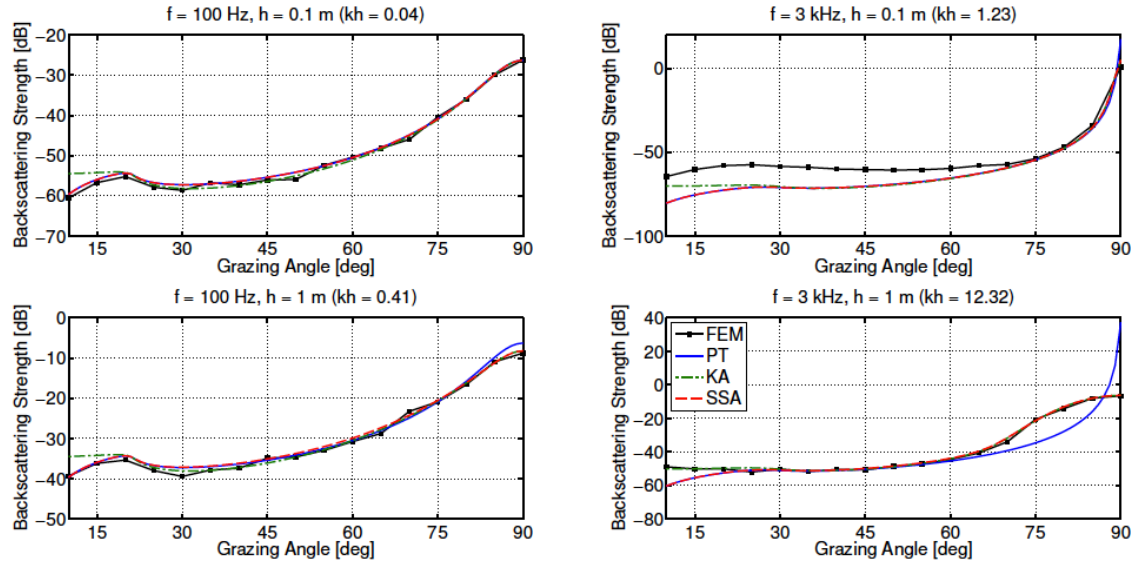 f = 100 Hz, h = 0.1 m (kh = 0.04)
Backscattering Strength [dB]
−20
−30
−40
−50
−60
−70
15 30 45 60 75 90
Grazing Angle [deg]
f = 3 kHz, h = 0.1 m (kh = 1.23)
Backscattering Strength [dB]
0
−50
−100
15 30 45 60 75 90
Grazing Angle [deg]
f = 100 Hz, h = 1 m (kh = 0.41)
Backscattering Strength [dB]
0
−10
−20
−30
−40
−50
15 30 45 60 75 90
Grazing Angle [deg]
f = 3 kHz, h = 1 m (kh = 12.32)
Backscattering Strength [dB]
40
20
0
−20
−40
−60
−80
FEM
PT
KA
SSA
15 30 45 60 75 90
Grazing Angle [deg]